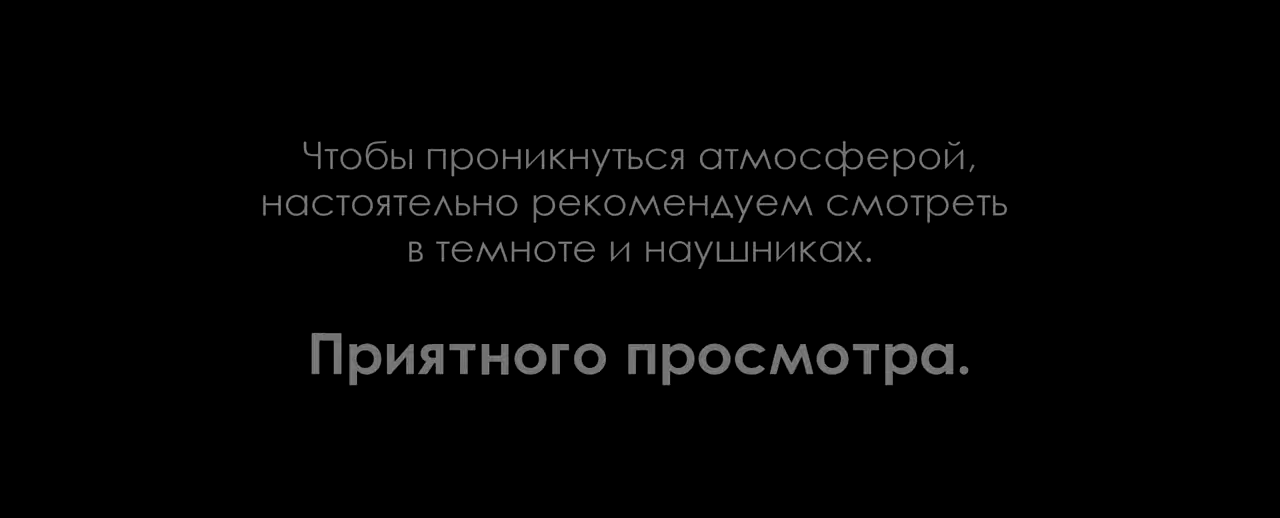 Чтобы проникнуться атмосферой,
настоятельно рекомендуем смотреть
в темноте и наушниках.
Приятного просмотра.